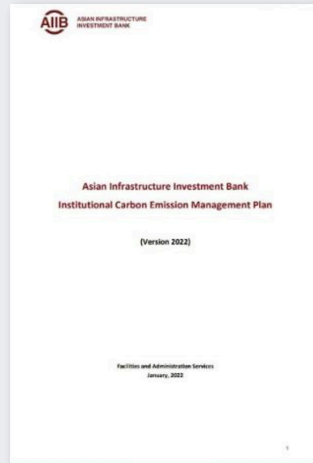 AIIB
ASIAN INFRASTRUCTURE
INVESTMENT BANK
Asian Infrastructure Investment Bank
Institutional Carbon Emission Management Plan
(Version 2022)
Facilities and Administration Services
January, 2022
1